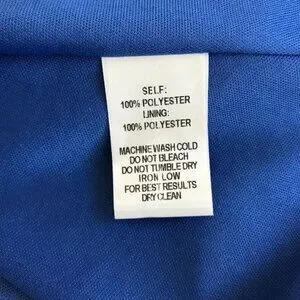 SELF:
100% POLYESTER
LINING:
100% POLYESTER
MACHINE WASH COLD
DO NOT BLEACH
DO NOT TUMBLE DRY
IRON LOW
FOR BEST RESULTS
DRY CLEAN